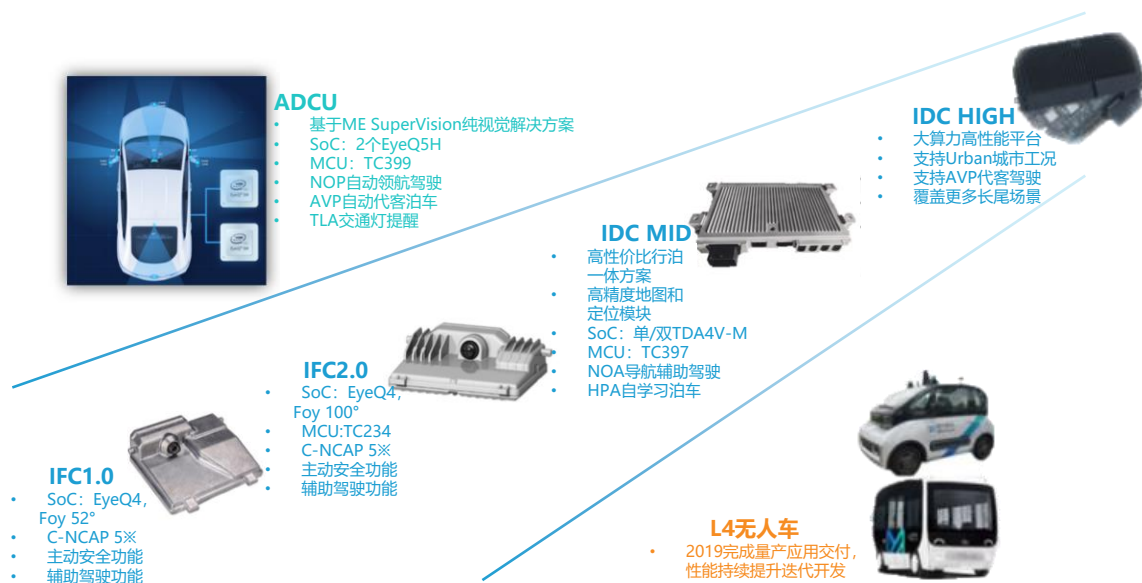 ADCU
• 基于ME SuperVision纯视觉解决方案
• SoC：2个EyeQ5H
• MCU：TC399
• NOP自动领航驾驶
• AVP自动代客泊车
• TLA交通灯提醒
IDC HIGH
• 大算力高性能平台
• 支持Urban城市工况
• 支持AVP代客驾驶
• 覆盖更多长尾场景
IDC MID
• 高性价比行泊
一体方案
• 高精度地图和
定位模块
• SoC：单/双TDA4V-M
• MCU：TC397
• NOA导航辅助驾驶
• HPA自学习泊车
IFC2.0
• SoC：EyeQ4,
Foy 100°
• MCU:TC234
• C-NCAP 5※
• 主动安全功能
• 辅助驾驶功能
IFC1.0
• SoC：EyeQ4,
Foy 52°
• C-NCAP 5※
• 主动安全功能
• 辅助驾驶功能
L4无人车
• 2019完成量产应用交付，
性能持续提升迭代开发